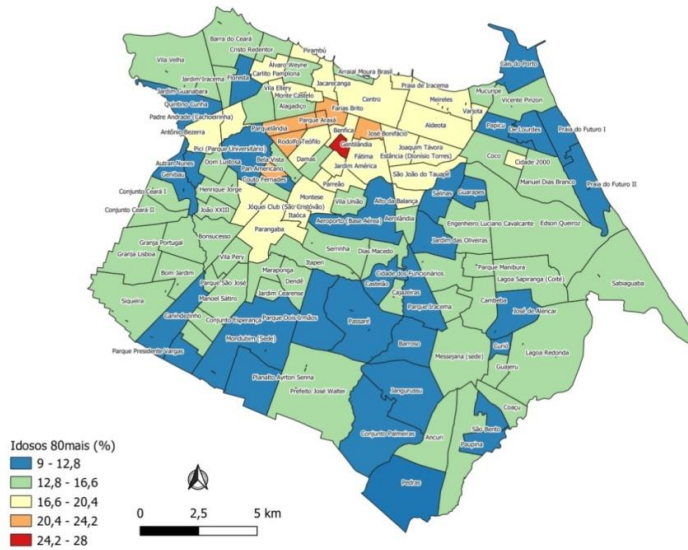 Barra do Ceará
Pirambú
Cristo Redentor
Vila Velha
Álvaro Weyne
Carlito Pamplona
Arraial Moura Brasil
Jardim Iracema
Floresta
Jacarecanga
Cais do Porto
Praia de Iracema
Vila Ellery
Monte Castelo
Centro
Mucuripe
Jardim Guanabara
Quintino Cunha
Alagadiço
Meireles
Vicente Pinzon
Farias Brito
Varjota
Padre Andrade (Cachoeirinha)
Parque Araxá
Aldeota
Papicu
De Lourdes
Praia do Futuro I
Antônio Bezerra
Parquelândia
Benfica
José Bonifácio
Rodolfo Teófilo
Gentilândia
Joaquim Távora
Pici (Parque Universitário)
Bela Vista
Damas
Fátima
Estância (Dionísio Torres)
Coco
Cidade 2000
Autran Nunes
Dom Lustosa
Pan Americano
Jardim América
São João do Tauape
Genibaú
Couto Fernades
Manuel Dias Branco
Praia do Futuro II
Conjunto Ceará I
Henrique Jorge
Parreão
Salinas
Guararapes
Conjunto Ceará II
João XXIII
Montese
Vila União
Alto da Balança
Jóquei Club (São Cristóvão)
Itaóca
Aeroporto (Base Aérea)
Aerolândia
Engenheiro Luciano Cavalcante
Edson Queroz
Parangaba
Granja Portugal
Bonsucesso
Jardim das Oliveiras
Granja Lisboa
Vila Pery
Serrinha
Dias Macedo
Itaperi
Parque Manibura
Bom Jardim
Maraponga
Cidade dos Funcionários
Lagoa Sapiranga (Coité)
Sabiaguaba
Parque São José
Dendê
Castelão
Siqueira
Manoel Sátiro
Jardim Cearense
Cajazeiras
Cambeba
Parque Iracema
José de Alencar
Canindezinho
Conjunto Esperança
Parque Dois Irmãos
Passaré
Mondubim (Sede)
Barroso
Curió
Parque Presidente Vargas
Messejana (sede)
Lagoa Redonda
Guajeru
Planalto Ayrton Senna
Prefeito José Walter
Jangurussu
Coaçu
São Bento
Conjunto Palmeiras
Ancuri
Paupina
Pedras
Idosos 80mais (%)
9 - 12,8
12,8 - 16,6
16,6 - 20,4
20,4 - 24,2
24,2 - 28
0 2,5 5 km